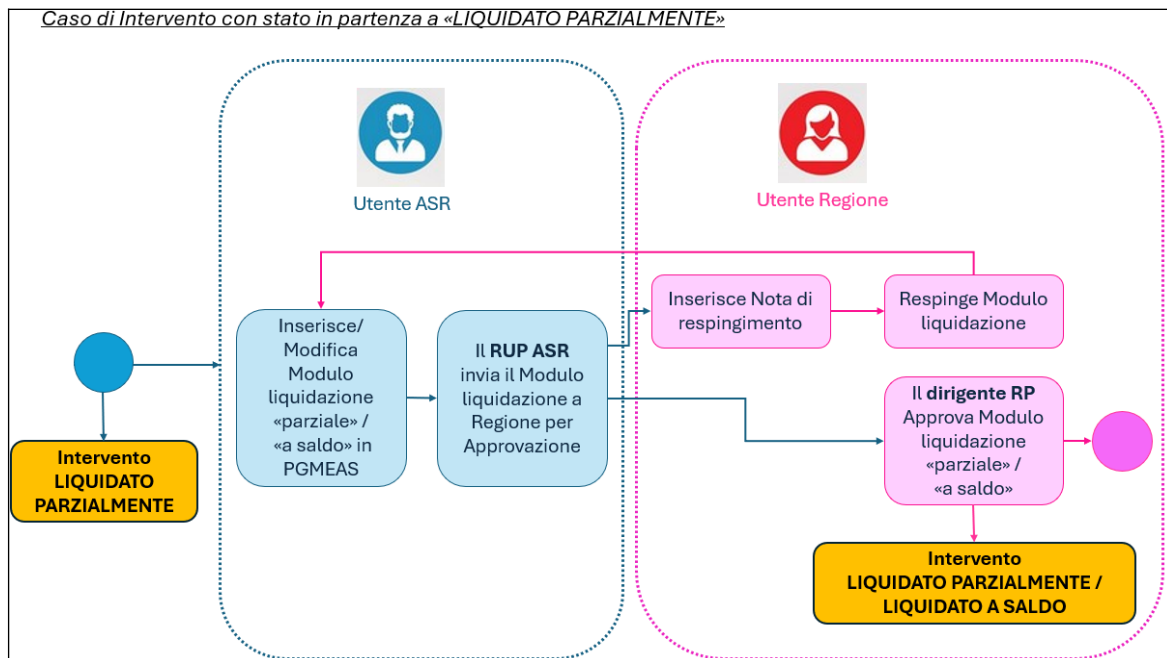 Caso di Intervento con stato in partenza a «LIQUIDATO PARZIALMENTE»
Utente ASR
Utente Regione
Inserisce/
Modifica
Modulo
liquidazione
«parziale» /
«a saldo» in
PGMEAS
Il RUP ASR
invia il Modulo
liquidazione a
Regione per
Approvazione
Inserisce Nota di
respingimento
Respinge Modulo
liquidazione
Il dirigente RP
Approva Modulo
liquidazione
«parziale» /
«a saldo»
Intervento
LIQUIDATO
PARZIALMENTE
Intervento
LIQUIDATO PARZIALMENTE /
LIQUIDATO A SALDO